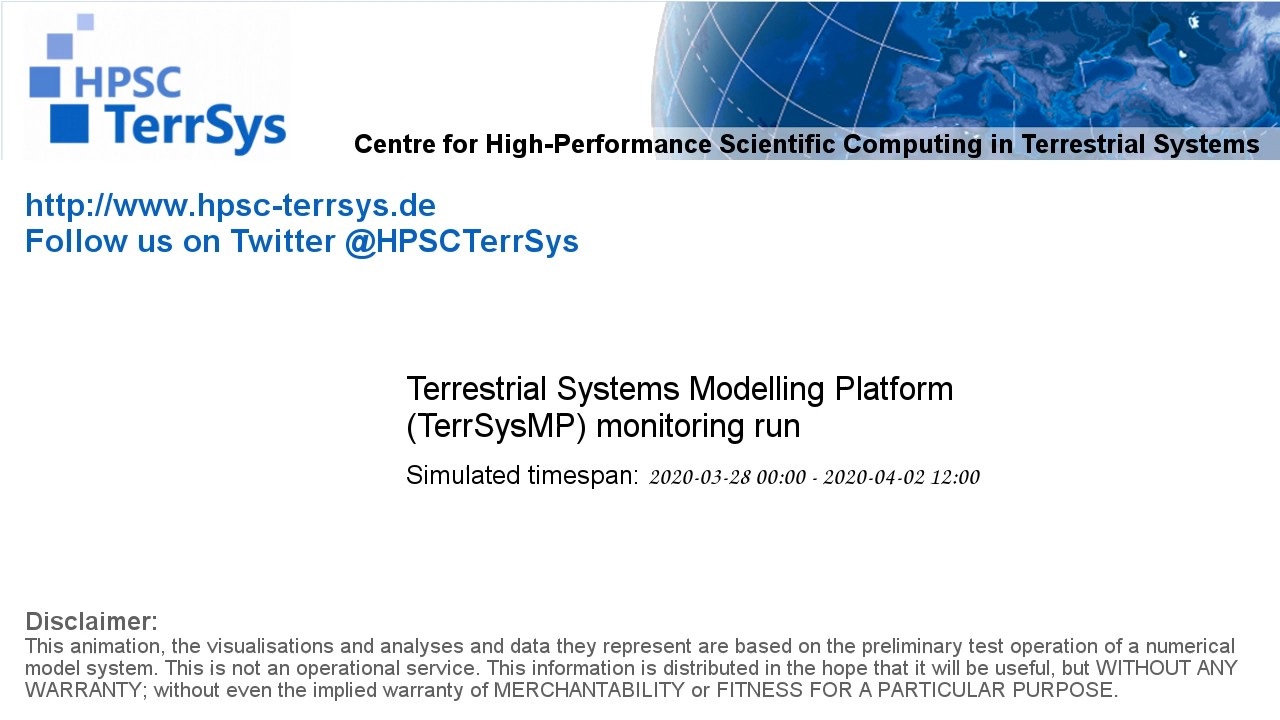 HPSC
TerrSys
Centre for High-Performance Scientific Computing in Terrestrial Systems
http://www.hpsc-terrsys.de
Follow us on Twitter @HPSCTerrSys
Terrestrial Systems Modelling Platform
(TerrSysMP) monitoring run
Simulated timespan: 2020-03-28 00:00 - 2020-04-02 12:00
Disclaimer:
This animation, the visualisations and analyses and data they represent are based on the preliminary test operation of a numerical
model system. This is not an operational service. This information is distributed in the hope that it will be useful, but WITHOUT ANY
WARRANTY; without even the implied warranty of MERCHANTABILITY or FITNESS FOR A PARTICULAR PURPOSE.